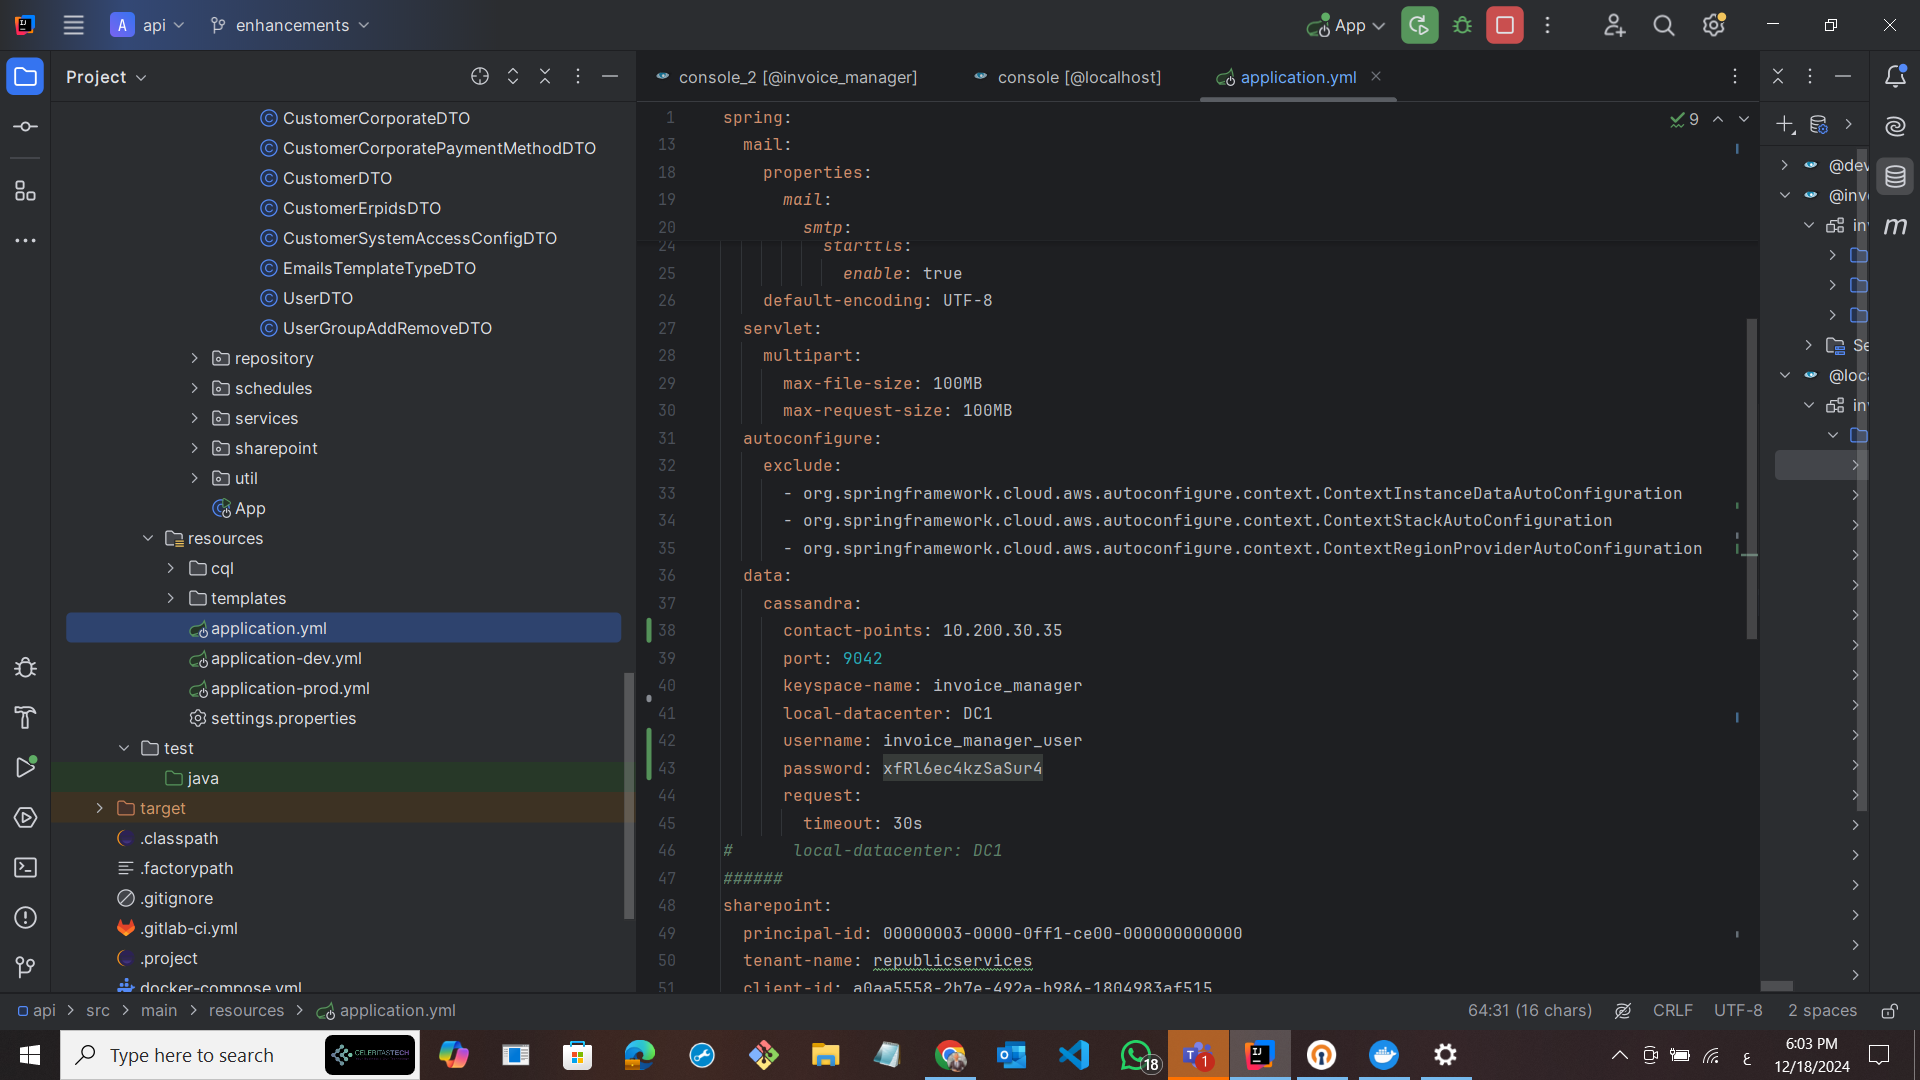 A api enhancements App
Project
CustomerCorporateDTO
CustomerCorporatePaymentMethodDTO
CustomerDTO
CustomerErpidsDTO
CustomerSystemAccessConfigDTO
EmailsTemplateTypeDTO
UserDTO
UserGroupAddRemoveDTO
repository
schedules
services
sharepoint
util
App
resources
cql
templates
application.yml
application-dev.yml
application-prod.yml
settings.properties
test
java
target
.classpath
.factorypath
.gitignore
.gitlab-ci.yml
.project
docker-compose.yml
console_2 [@invoice_manager] console [@localhost] application.yml
9
1 spring:
13 mail:
18 properties:
19 mail:
20 smtp:
24 starttls:
25 enable: true
26 default-encoding: UTF-8
27 servlet:
28 multipart:
29 max-file-size: 100MB
30 max-request-size: 100MB
31 autoconfigure:
32 exclude:
33 - org.springframework.cloud.aws.autoconfigure.context.ContextInstanceDataAutoConfiguration
34 - org.springframework.cloud.aws.autoconfigure.context.ContextStackAutoConfiguration
35 - org.springframework.cloud.aws.autoconfigure.context.ContextRegionProviderAutoConfiguration
36 data:
37 cassandra:
38 contact-points: 10.200.30.35
39 port: 9042
40 keyspace-name: invoice_manager
41 local-datacenter: DC1
42 username: invoice_manager_user
43 password: xfRl6ec4kzSaSur4
44 request:
45 timeout: 30s
46 # local-datacenter: DC1
47 ######
48 sharepoint:
49 principal-id: 00000003-0000-0ff1-ce00-000000000000
50 tenant-name: republicservices
51 client-id: a0aa5558-2b7e-492a-b986-1804983af515
@dev
@inv
in
Se
@loc
in
m
api > src > main > resources > application.yml
64:31 (16 chars) CRLF UTF-8 2 spaces
Type here to search
CELERITASTECH
18
1
ع
6:03 PM
12/18/2024